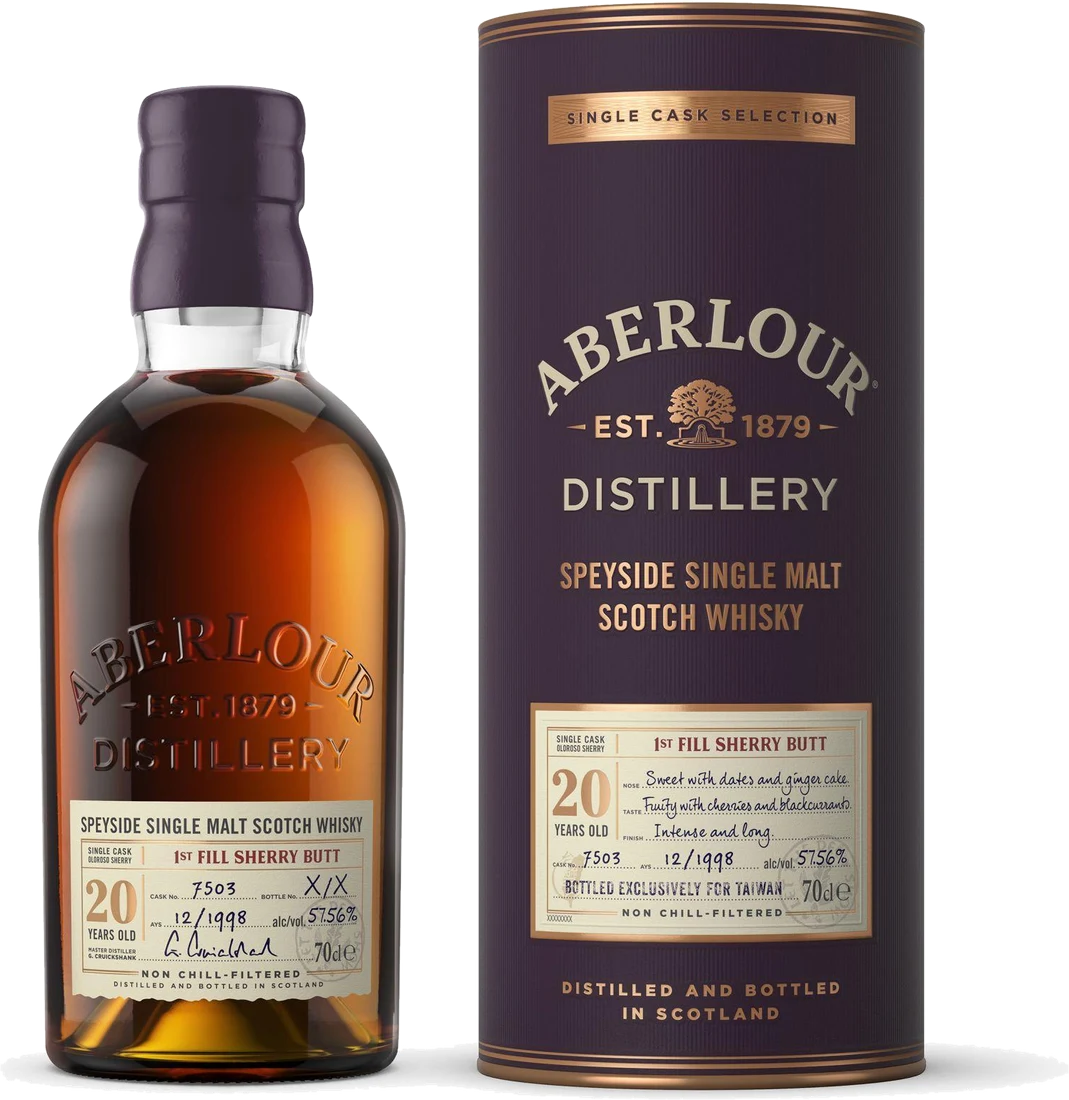 ABERLOUR
EST. 1879
DISTILLERY
SPEYSIDE SINGLE MALT SCOTCH WHISKY
SINGLE CASK
OLOROSO SHERRY
1ST FILL SHERRY BUTT
20
YEARS OLD
CASK No. 7503 BOTTLE No. X/X
AYS 12/1998 alc/vol. 57.56%
MASTER DISTILLER
G. CRUICKSHANK
G. Cruickshank
70cl e
NON CHILL-FILTERED
DISTILLED AND BOTTLED IN SCOTLAND
SINGLE CASK SELECTION
ABERLOUR®
EST. 1879
DISTILLERY
SPEYSIDE SINGLE MALT
SCOTCH WHISKY
SINGLE CASK
OLOROSO SHERRY
1ST FILL SHERRY BUTT
20
YEARS OLD
NOSE Sweet with dates and ginger cake.
TASTE Fruity with cherries and blackcurrants.
FINISH Intense and long.
CASK No. 7503 AYS 12/1998 alc/vol. 57.56%
BOTTLED EXCLUSIVELY FOR TAIWAN 70cl e
XXXXXXXX
NON CHILL-FILTERED
DISTILLED AND BOTTLED
IN SCOTLAND